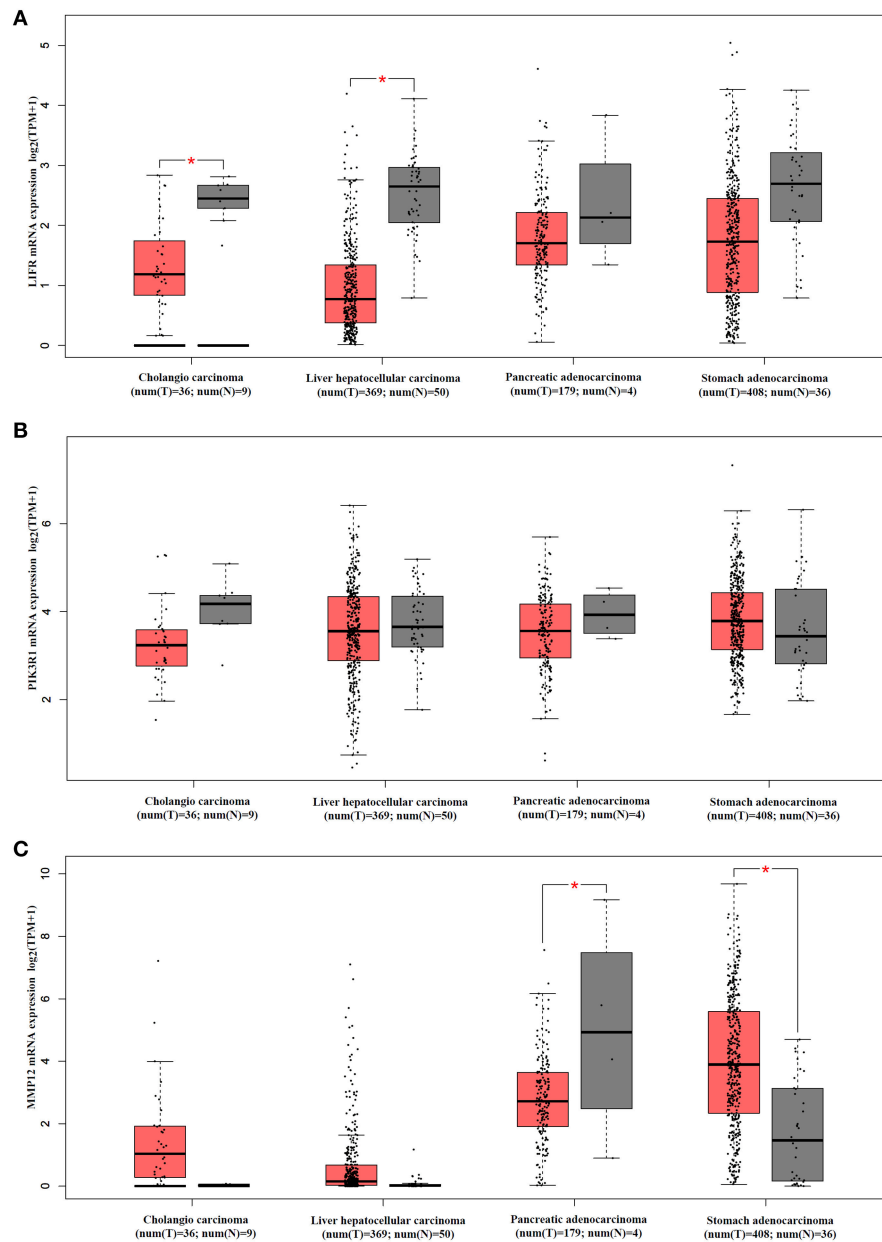 A
LIFR mRNA expression log2(TPM+1)
5
4
3
2
1
0
*
*
Cholangio carcinoma
(num(T)=36; num(N)=9)
Liver hepatocellular carcinoma
(num(T)=369; num(N)=50)
Pancreatic adenocarcinoma
(num(T)=179; num(N)=4)
Stomach adenocarcinoma
(num(T)=408; num(N)=36)
B
PIK3R1 mRNA expression log2(TPM+1)
6
4
2
Cholangio carcinoma
(num(T)=36; num(N)=9)
Liver hepatocellular carcinoma
(num(T)=369; num(N)=50)
Pancreatic adenocarcinoma
(num(T)=179; num(N)=4)
Stomach adenocarcinoma
(num(T)=408; num(N)=36)
C
MMP12 mRNA expression log2(TPM+1)
10
8
6
4
2
0
*
*
Cholangio carcinoma
(num(T)=36; num(N)=9)
Liver hepatocellular carcinoma
(num(T)=369; num(N)=50)
Pancreatic adenocarcinoma
(num(T)=179; num(N)=4)
Stomach adenocarcinoma
(num(T)=408; num(N)=36)